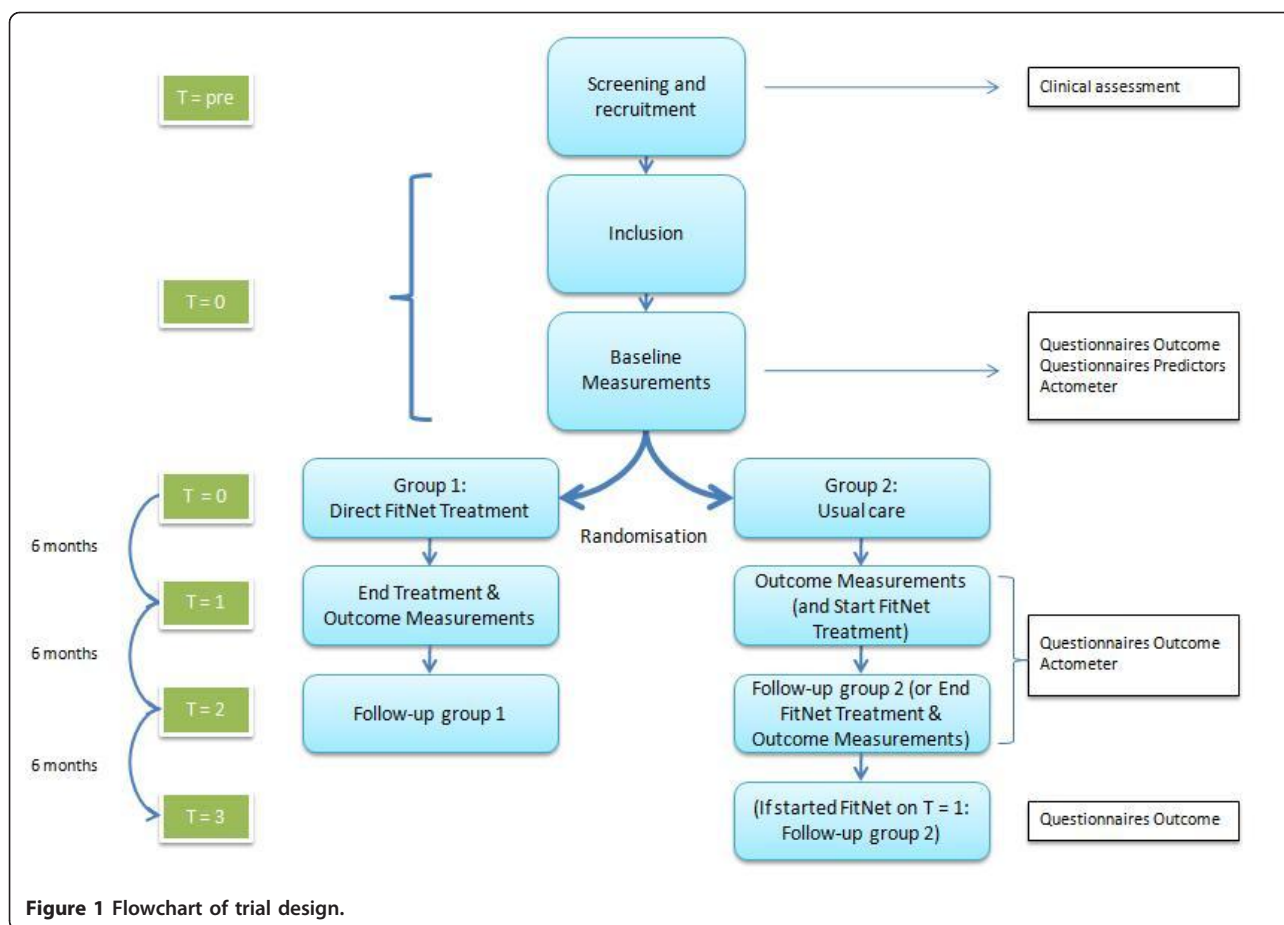 T = pre
Screening and
recruitment
Clinical assessment
Inclusion
T = 0
Baseline
Measurements
Questionnaires Outcome
Questionnaires Predictors
Actometer
T = 0
Group 1:
Direct FitNet Treatment
Randomisation
Group 2:
Usual care
6 months
T = 1
End Treatment &
Outcome Measurements
Outcome Measurements
(and Start FitNet
Treatment)
Questionnaires Outcome
Actometer
6 months
T = 2
Follow-up group 1
Follow-up group 2 (or End
FitNet Treatment &
Outcome Measurements)
6 months
T = 3
(If started FitNet on T = 1:
Follow-up group 2)
Questionnaires Outcome
Figure 1 Flowchart of trial design.